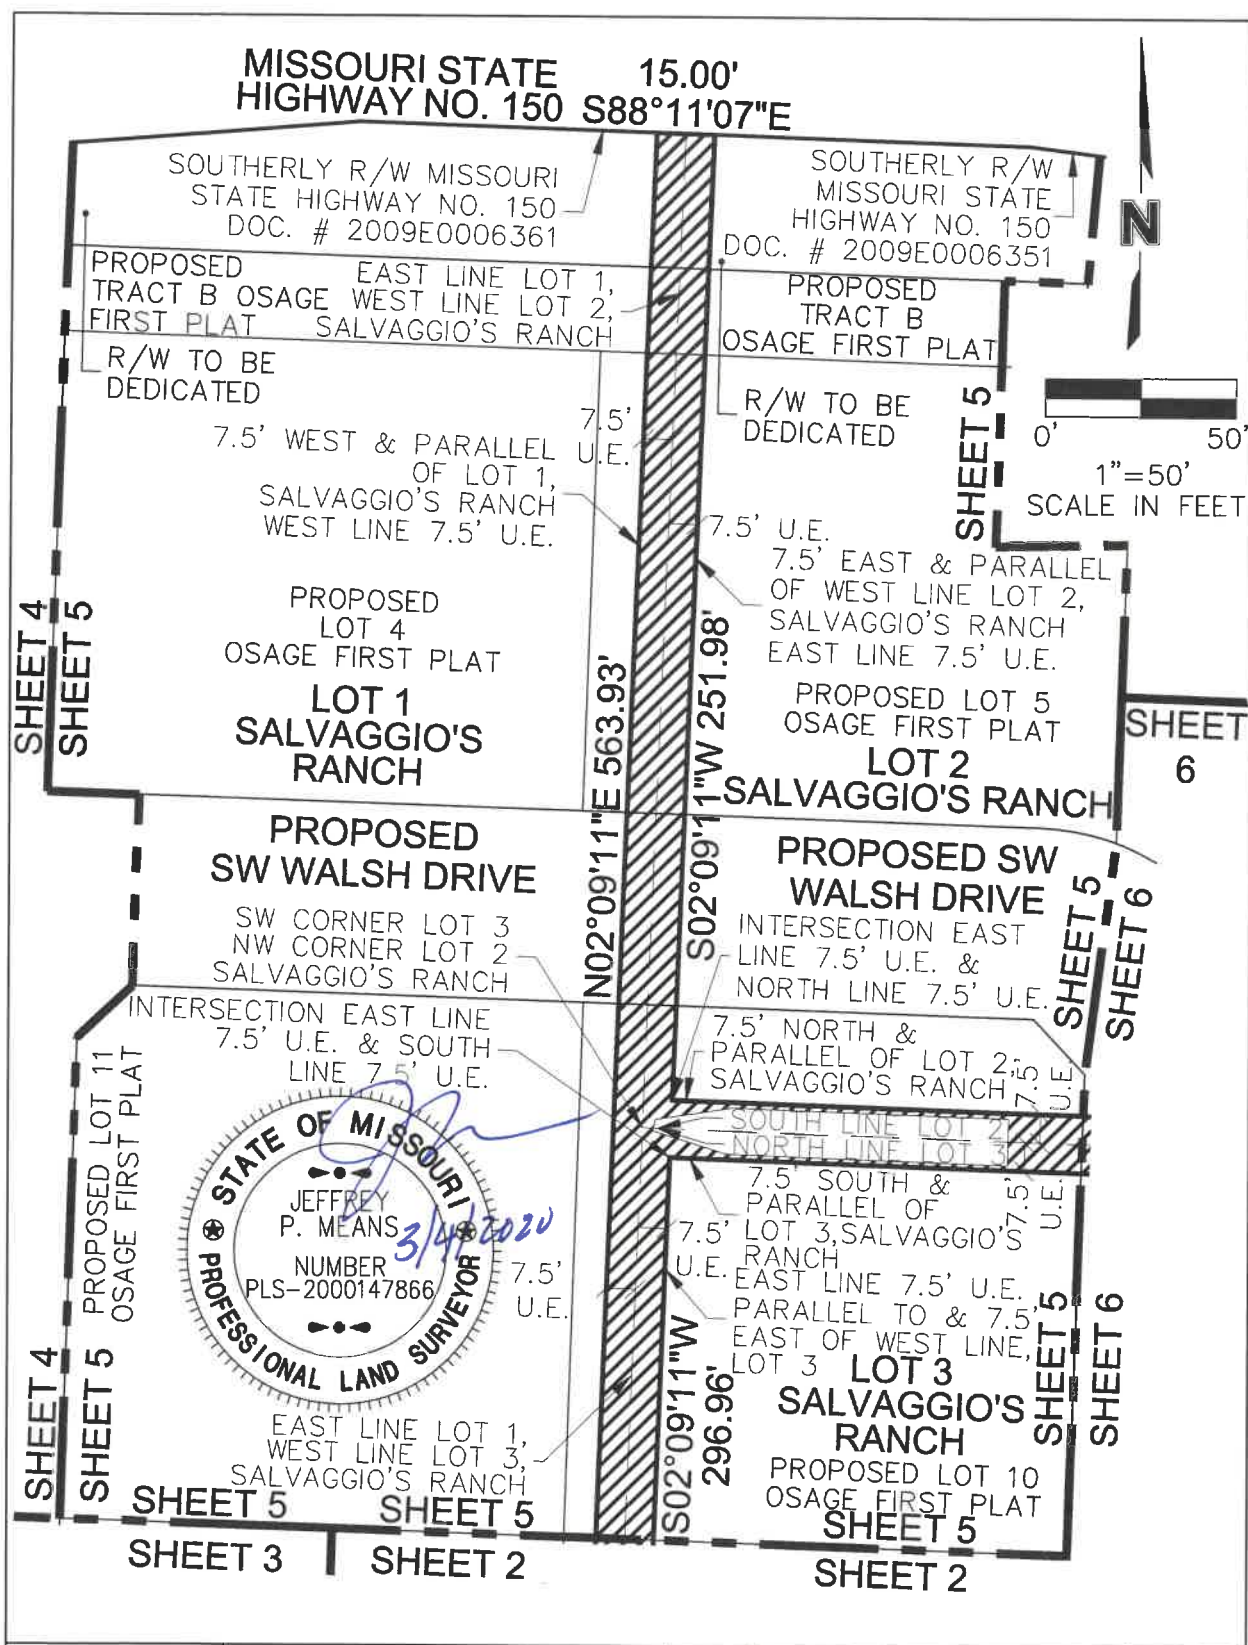 MISSOURI STATE
HIGHWAY NO. 150
15.00'
S88°11'07"E
SOUTHERLY R/W MISSOURI
STATE HIGHWAY NO. 150
DOC. # 2009E0006361
SOUTHERLY R/W
MISSOURI STATE
HIGHWAY NO. 150
DOC. # 2009E0006351
N
PROPOSED
TRACT B OSAGE
FIRST PLAT
EAST LINE LOT 1,
WEST LINE LOT 2,
SALVAGGIO'S RANCH
PROPOSED
TRACT B
OSAGE FIRST PLAT
R/W TO BE
DEDICATED
R/W TO BE
DEDICATED
SHEET 5
0' 50'
1"=50'
SCALE IN FEET
7.5'
U.E.
7.5' WEST & PARALLEL
OF LOT 1,
SALVAGGIO'S RANCH
WEST LINE 7.5' U.E.
7.5' U.E.
7.5' EAST & PARALLEL
OF WEST LINE LOT 2,
SALVAGGIO'S RANCH
EAST LINE 7.5' U.E.
PROPOSED
LOT 4
OSAGE FIRST PLAT
LOT 1
SALVAGGIO'S
RANCH
SHEET 4
SHEET 5
N02°09'11"E 563.93'
S02°09'11"W 251.98'
PROPOSED LOT 5
OSAGE FIRST PLAT
LOT 2
SALVAGGIO'S RANCH
SHEET
6
PROPOSED
SW WALSH DRIVE
PROPOSED SW
WALSH DRIVE
SHEET 5
SHEET 6
SW CORNER LOT 3
NW CORNER LOT 2
SALVAGGIO'S RANCH
INTERSECTION EAST
LINE 7.5' U.E. &
NORTH LINE 7.5' U.E.
INTERSECTION EAST LINE
7.5' U.E. & SOUTH
LINE 7.5' U.E.
7.5' NORTH &
PARALLEL OF LOT 2,
SALVAGGIO'S RANCH
7.5'
U.E.
SOUTH LINE LOT 2
NORTH LINE LOT 3
PROPOSED LOT 11
OSAGE FIRST PLAT
STATE OF MISSOURI
JEFFREY
P. MEANS
3/4/2020
NUMBER
PLS-2000147866
PROFESSIONAL LAND SURVEYOR
7.5'
U.E.
7.5' SOUTH &
PARALLEL OF
LOT 3,SALVAGGIO'S
RANCH
7.5'
U.E.
7.5'
U.E.
EAST LINE 7.5' U.E.
PARALLEL TO & 7.5'
EAST OF WEST LINE,
LOT 3
LOT 3
SALVAGGIO'S
RANCH
PROPOSED LOT 10
OSAGE FIRST PLAT
S02°09'11"W
296.96'
SHEET 5
SHEET 6
SHEET 4
SHEET 5
EAST LINE LOT 1,
WEST LINE LOT 3,
SALVAGGIO'S RANCH
SHEET 5
SHEET 5
SHEET 5
SHEET 3
SHEET 2
SHEET 2